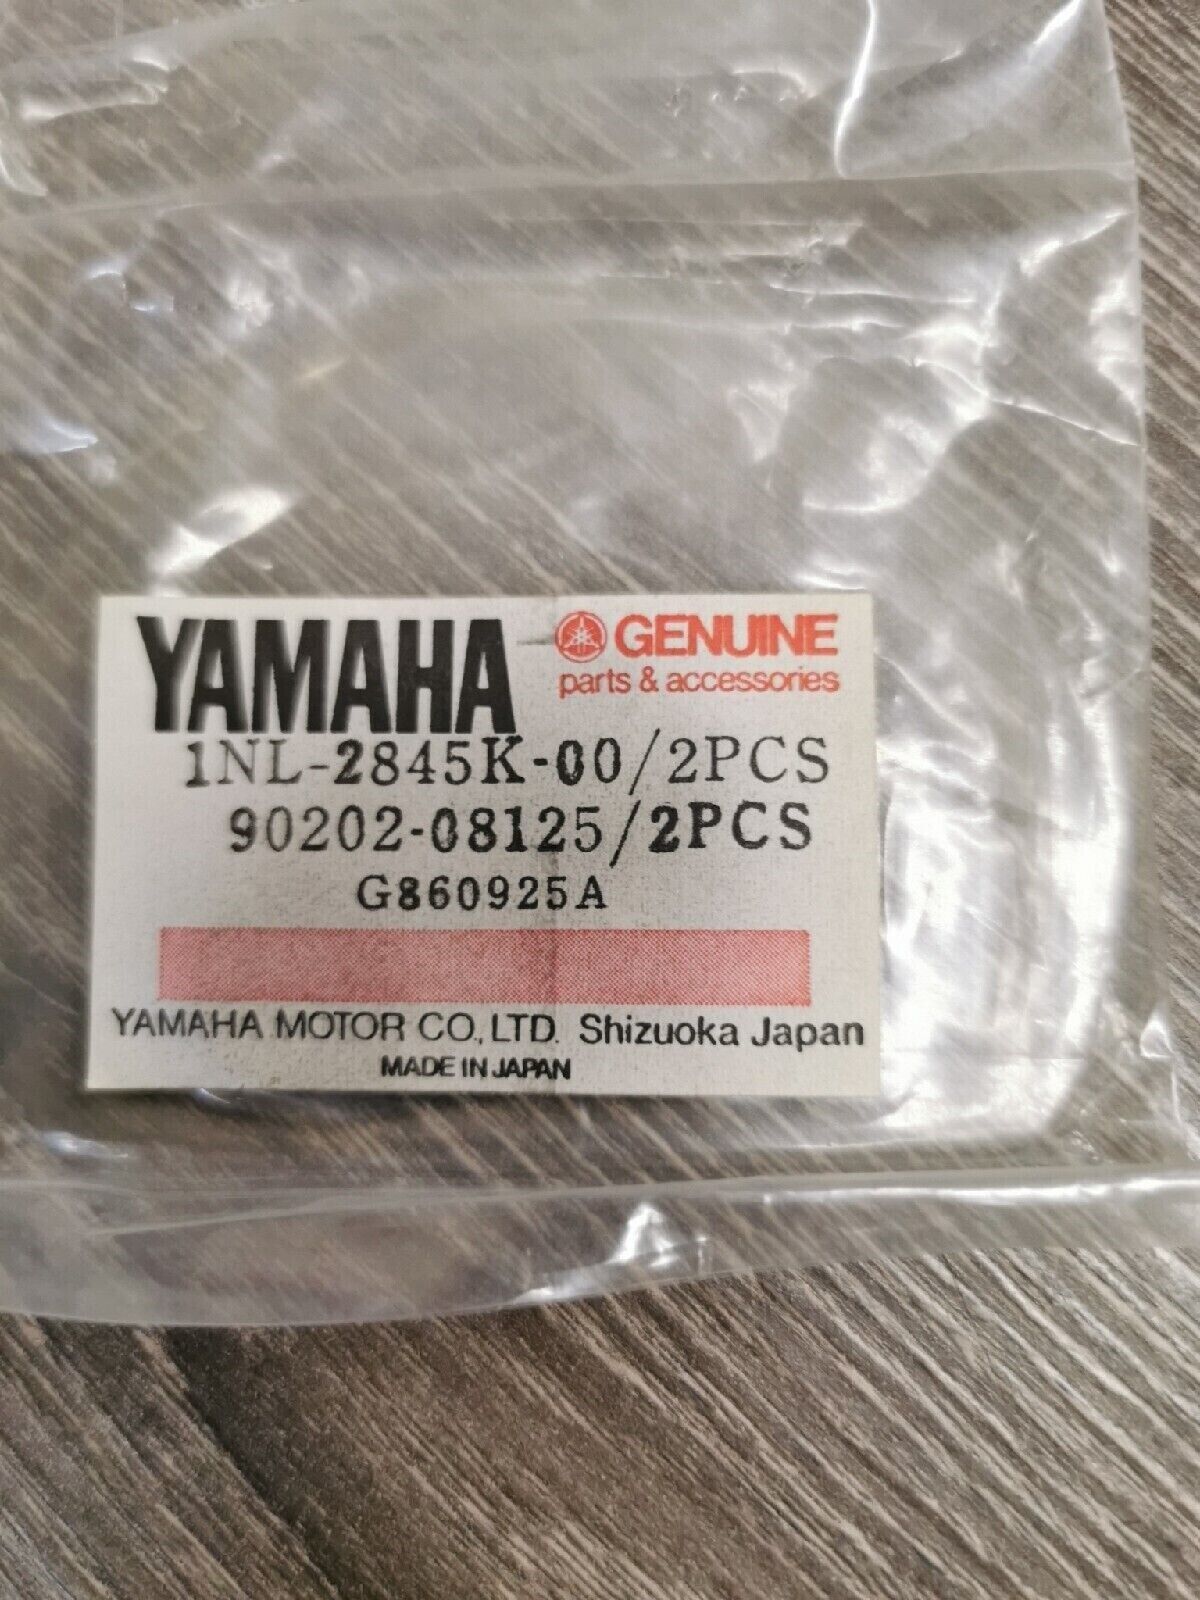 YAMAHA GENUINE
parts & accessories
1NL-2845K-00/2PCS
90202-08125/2PCS
G860925A
YAMAHA MOTOR CO., LTD. Shizuoka Japan
MADE IN JAPAN